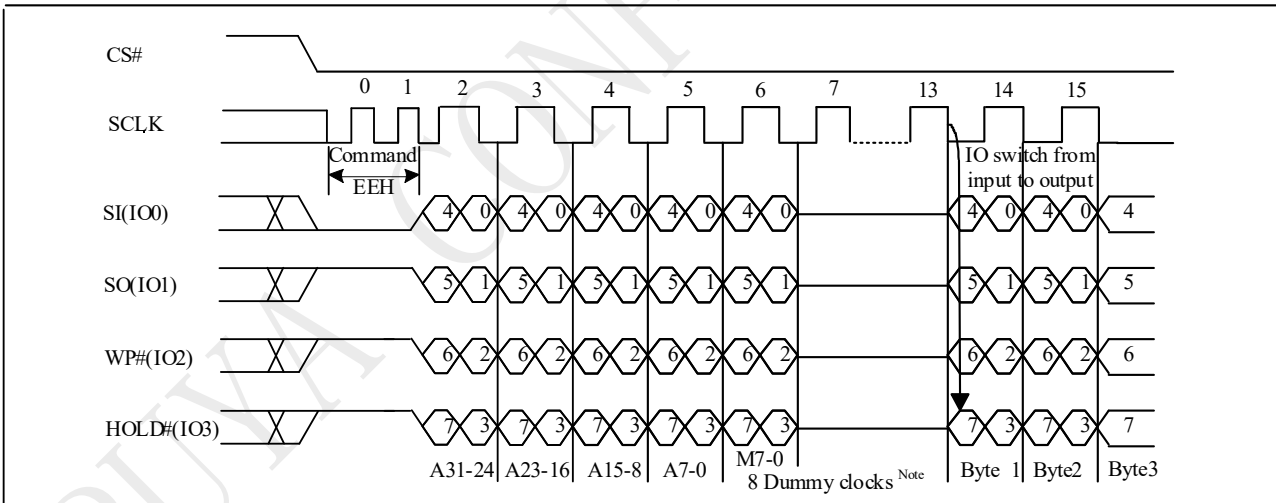 CS#
0 1 2 3 4 5 6 7 13 14 15
SCLK
Command
EEH
IO switch from
input to output
SI(IO0) 4 0 4 0 4 0 4 0 4 0 4 0 4 0 4
SO(IO1) 5 1 5 1 5 1 5 1 5 1 5 1 5 1 5
WP#(IO2) 6 2 6 2 6 2 6 2 6 2 6 2 6 2 6
HOLD#(IO3) 7 3 7 3 7 3 7 3 7 3 7 3 7 3 7
A31-24 A23-16 A15-8 A7-0 M7-0 8 Dummy clocks Note Byte 1 Byte2 Byte3
PUYA CONF